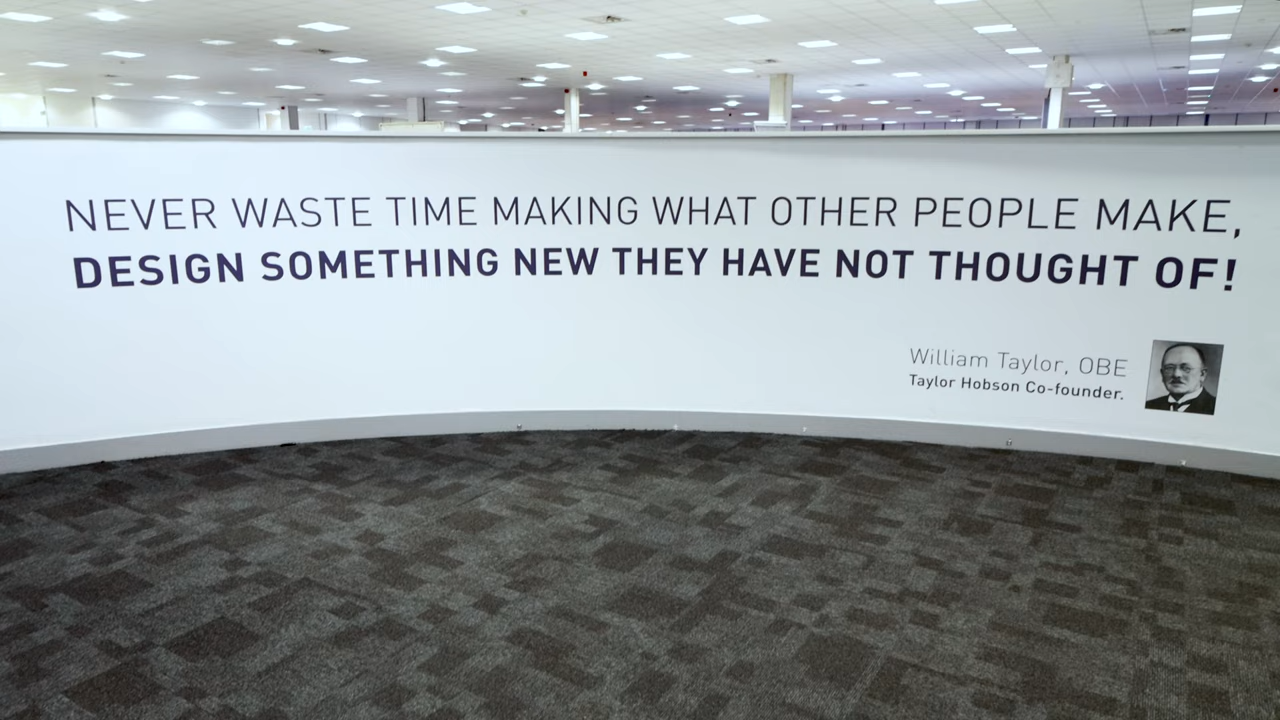 NEVER WASTE TIME MAKING WHAT OTHER PEOPLE MAKE,
DESIGN SOMETHING NEW THEY HAVE NOT THOUGHT OF!
William Taylor, OBE
Taylor Hobson Co-founder.